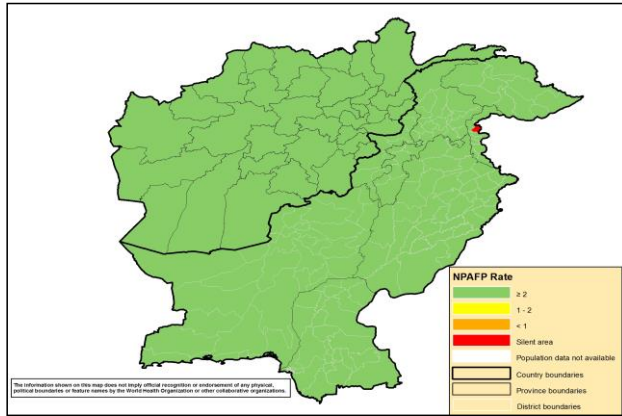 NPAFP Rate
≥ 2
1 - 2
< 1
Silent area
Population data not available
Country boundaries
Province boundaries
District boundaries
The information shown on this map does not imply official recognition or endorsement of any physical,
political boundaries or feature names by the World Health Organization or other collaborative organizations.